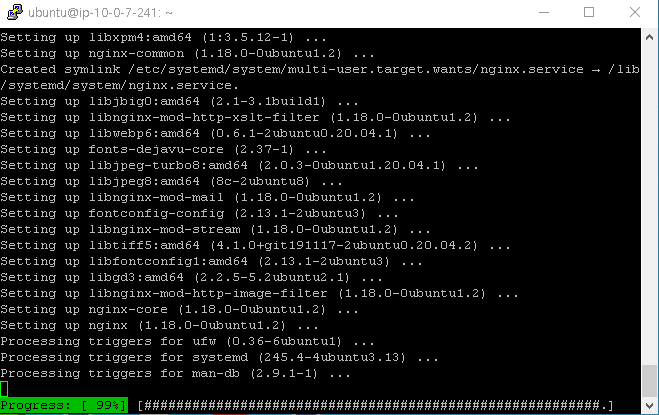 ubuntu@ip-10-0-7-241: ~
Setting up libxpm4:amd64 (1:3.5.12-1) ...
Setting up nginx-common (1.18.0-0ubuntu1.2) ...
Created symlink /etc/systemd/system/multi-user.target.wants/nginx.service → /lib
/systemd/system/nginx.service.
Setting up libjbig0:amd64 (2.1-3.1build1) ...
Setting up libnginx-mod-http-xslt-filter (1.18.0-0ubuntu1.2) ...
Setting up libwebp6:amd64 (0.6.1-2ubuntu0.20.04.1) ...
Setting up fonts-dejavu-core (2.37-1) ...
Setting up libjpeg-turbo8:amd64 (2.0.3-0ubuntu1.20.04.1) ...
Setting up libjpeg8:amd64 (8c-2ubuntu8) ...
Setting up libnginx-mod-mail (1.18.0-0ubuntu1.2) ...
Setting up fontconfig-config (2.13.1-2ubuntu3) ...
Setting up libnginx-mod-stream (1.18.0-0ubuntu1.2) ...
Setting up libtiff5:amd64 (4.1.0+git191117-2ubuntu0.20.04.2) ...
Setting up libfontconfig1:amd64 (2.13.1-2ubuntu3) ...
Setting up libgd3:amd64 (2.2.5-5.2ubuntu2.1) ...
Setting up libnginx-mod-http-image-filter (1.18.0-0ubuntu1.2) ...
Setting up nginx-core (1.18.0-0ubuntu1.2) ...
Setting up nginx (1.18.0-0ubuntu1.2) ...
Processing triggers for ufw (0.36-6ubuntu1) ...
Processing triggers for systemd (245.4-4ubuntu3.13) ...
Processing triggers for man-db (2.9.1-1) ...
Progress: [ 99%] [#########################################################.]